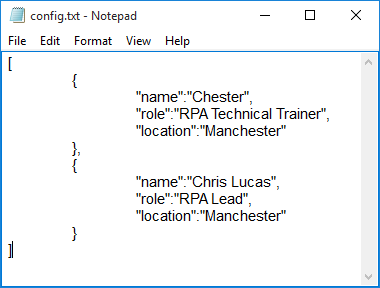 config.txt - Notepad
File Edit Format View Help
[
{
"name":"Chester",
"role":"RPA Technical Trainer",
"location":"Manchester"
},
{
"name":"Chris Lucas",
"role":"RPA Lead",
"location":"Manchester"
}
]